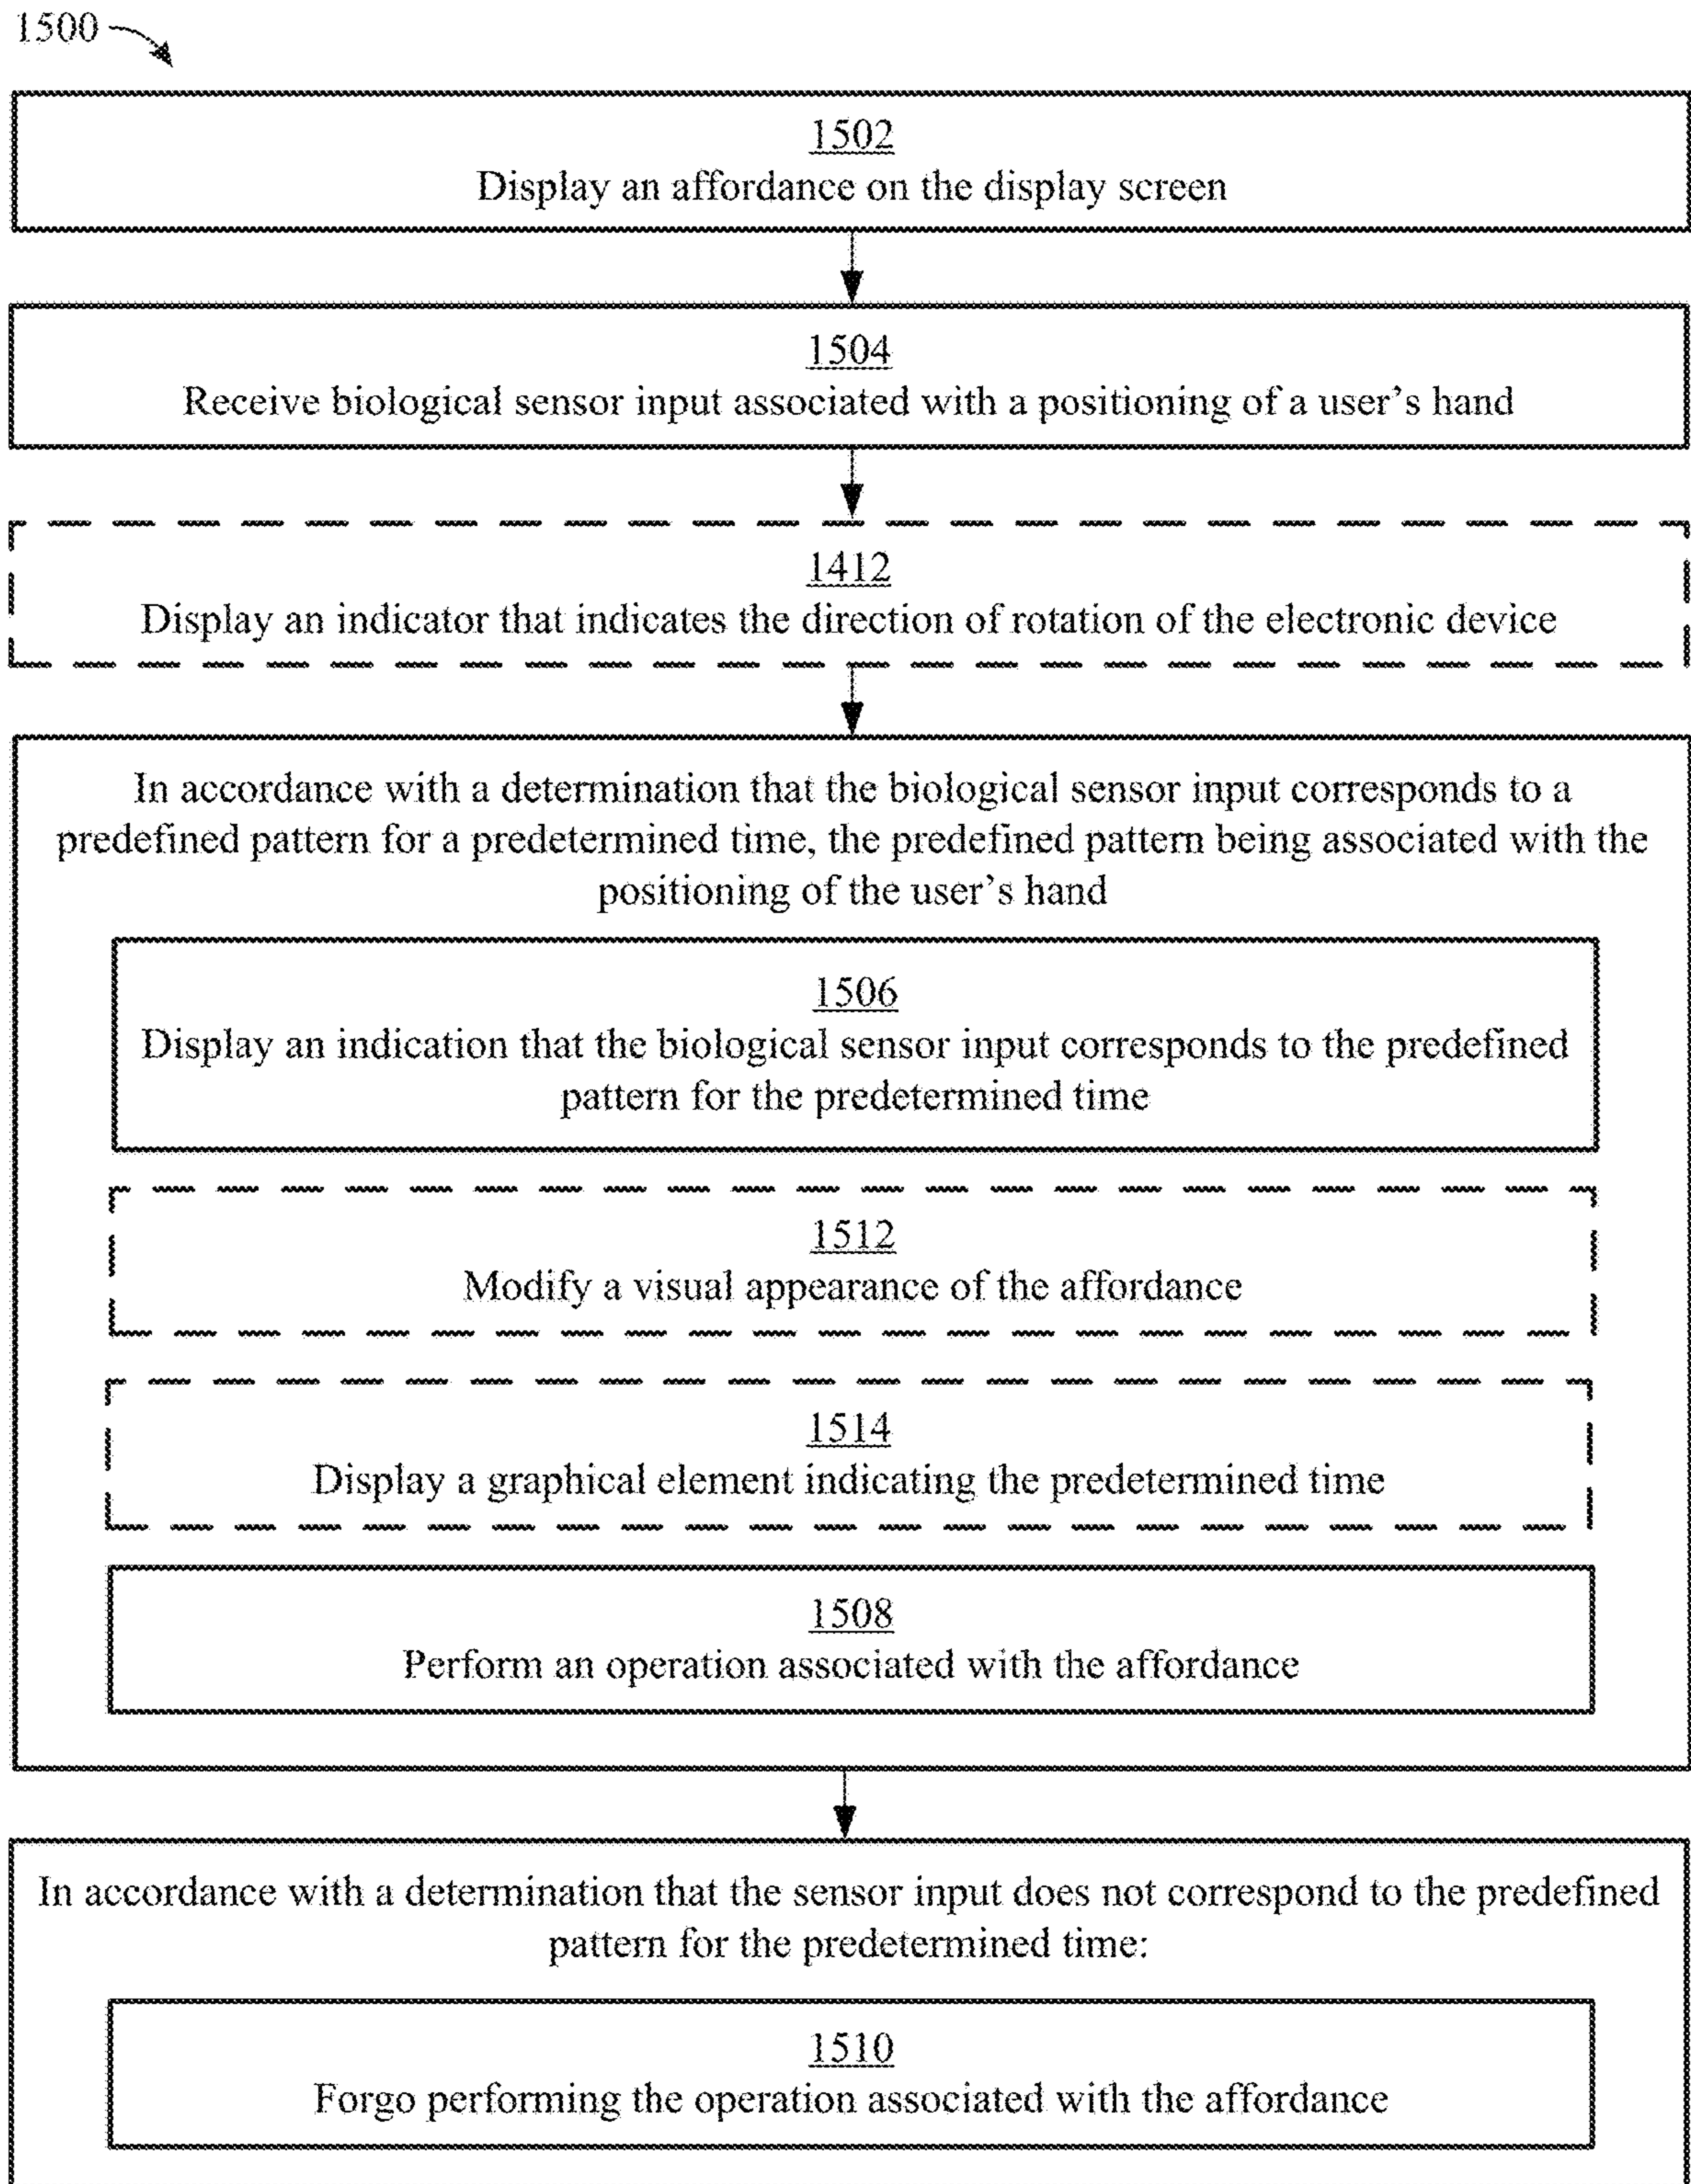 1500
1502
Display an affordance on the display screen
1504
Receive biological sensor input associated with a positioning of a user's hand
1412
Display an indicator that indicates the direction of rotation of the electronic device
In accordance with a determination that the biological sensor input corresponds to a
predefined pattern for a predetermined time, the predefined pattern being associated with the
positioning of the user's hand
1506
Display an indication that the biological sensor input corresponds to the predefined
pattern for the predetermined time
1512
Modify a visual appearance of the affordance
1514
Display a graphical element indicating the predetermined time
1508
Perform an operation associated with the affordance
In accordance with a determination that the sensor input does not correspond to the predefined
pattern for the predetermined time:
1510
Forgo performing the operation associated with the affordance